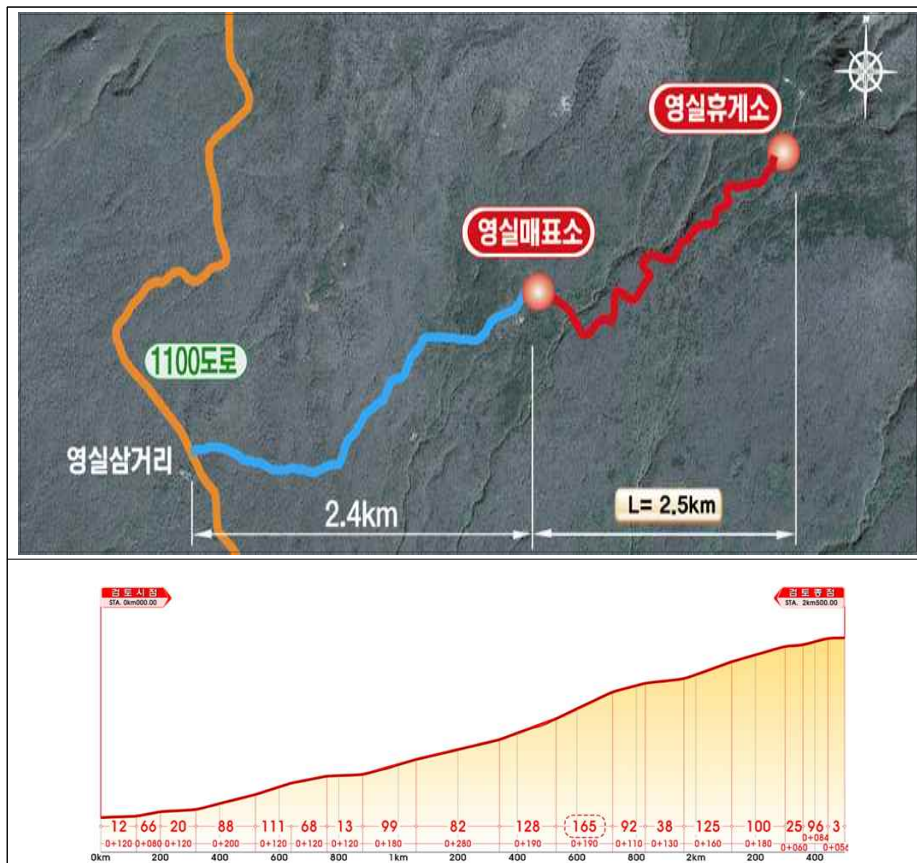 영실휴게소
영실매표소
1100도로
영실삼거리
2.4km
L= 2.5km
검 토 시 점
STA. 0km000.00
검 토 종 점
STA. 2km500.00
12 66 20 88 111 68 13 99 82 128 165 92 38 125 100 25 96 3
0+120 0+080 0+120 0+200 0+120 0+120 0+120 0+180 0+280 0+190 0+190 0+110 0+130 0+160 0+180 0+060 0+084 0+056
0km 200 400 600 800 1km 200 400 600 800 2km 200 400